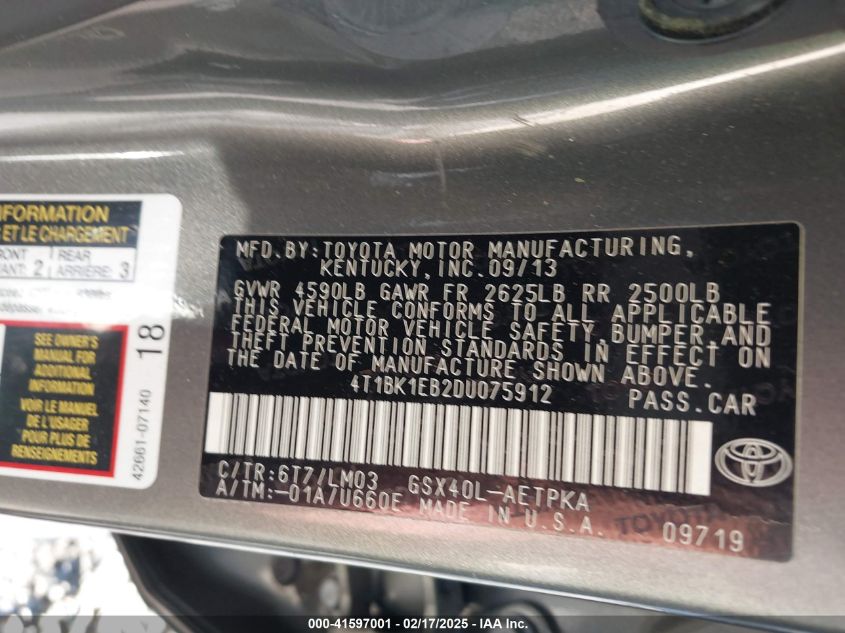 NFORMATION
ET LE CHARGEMENT
RONT REAR
ANT: 2 ARRIÈRE: 3
SEE OWNER'S
MANUAL FOR
ADDITIONAL
INFORMATION
VOIR LE MANUEL
DE L'USAGER
POUR PLUS DE
RENSEIGNEMENTS
18
42661-07140
MFD.BY:TOYOTA MOTOR MANUFACTURING,
KENTUCKY, INC.09/13
GVWR 4590LB GAWR FR 2625LB RR 2500LB
THIS VEHICLE CONFORMS TO ALL APPLICABLE
FEDERAL MOTOR VEHICLE SAFETY,BUMPER,AND
THEFT PREVENTION STANDARDS IN EFFECT ON
THE DATE OF MANUFACTURE SHOWN ABOVE.
4T1BK1EB2DU075912 PASS.CAR
C/TR:6T7/LM03 GSX40L-AETPKA
A/TM:-01A/U660E MADE IN U.S.A.
TOYOTA
09719
000-41597001 - 02/17/2025 - IAA Inc.